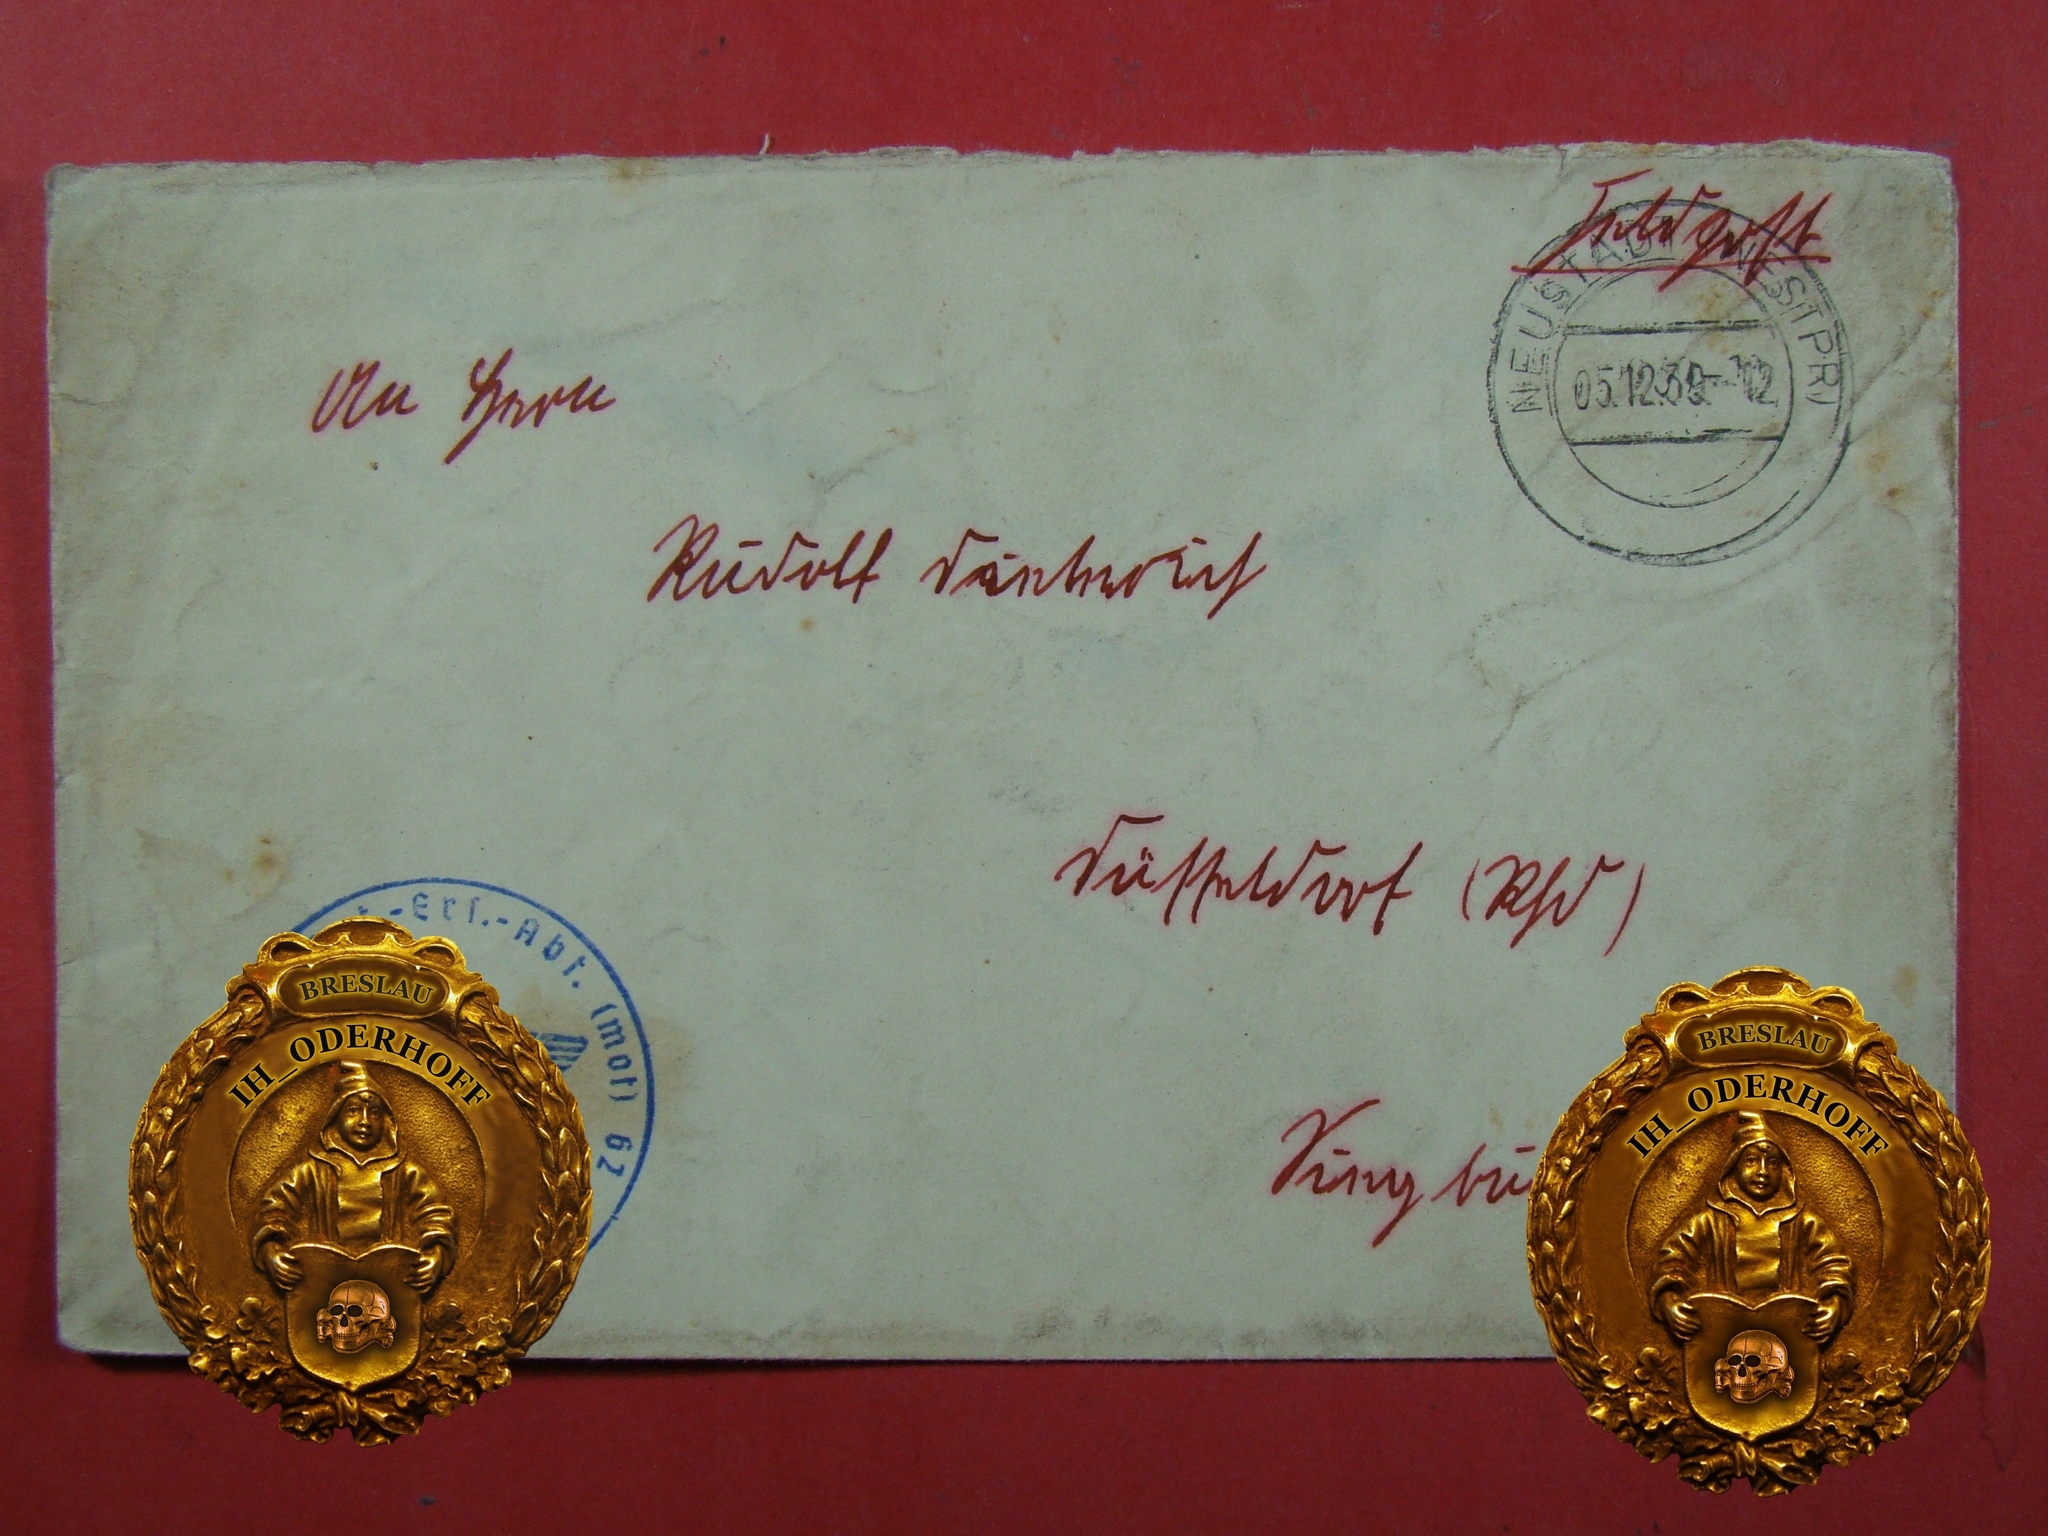 Feldpost
NEUSTADT (WESTPR)
05.12.39-12
An Herrn
Rudolf
Düsseldorf (Rhd)
.-Ers.-Abt. (mot) 62
BRESLAU
IH_ODERHOFF
BRESLAU
IH_ODERHOFF